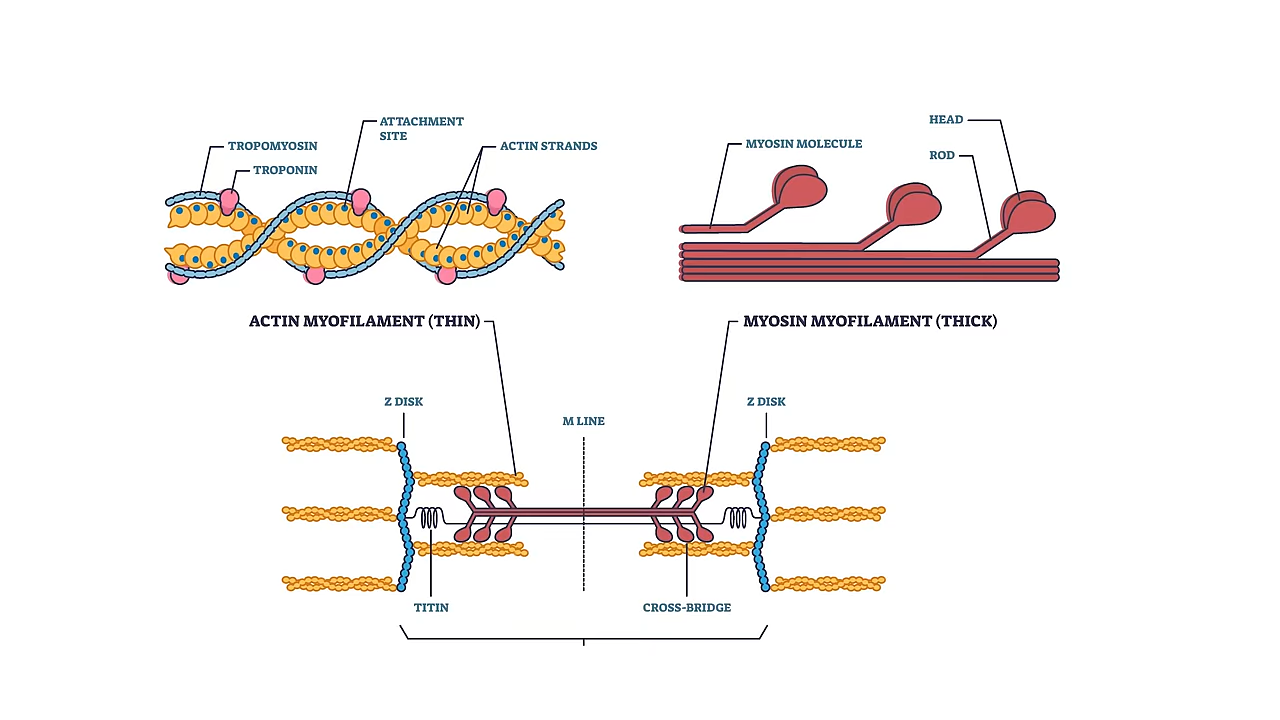 ATTACHMENT
SITE
TROPOMYOSIN
TROPONIN
ACTIN STRANDS
HEAD
MYOSIN MOLECULE
ROD
ACTIN MYOFILAMENT (THIN)
MYOSIN MYOFILAMENT (THICK)
Z DISK
Z DISK
M LINE
TITIN
CROSS-BRIDGE